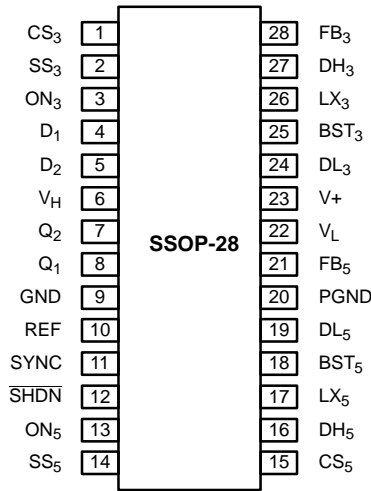 CS3 1 28 FB3
SS3 2 27 DH3
ON3 3 26 LX3
D1 4 25 BST3
D2 5 24 DL3
VH 6 23 V+
Q2 7 22 VL
SSOP-28
Q1 8 21 FB5
GND 9 20 PGND
REF 10 19 DL5
SYNC 11 18 BST5
SHDN 12 17 LX5
ON5 13 16 DH5
SS5 14 15 CS5